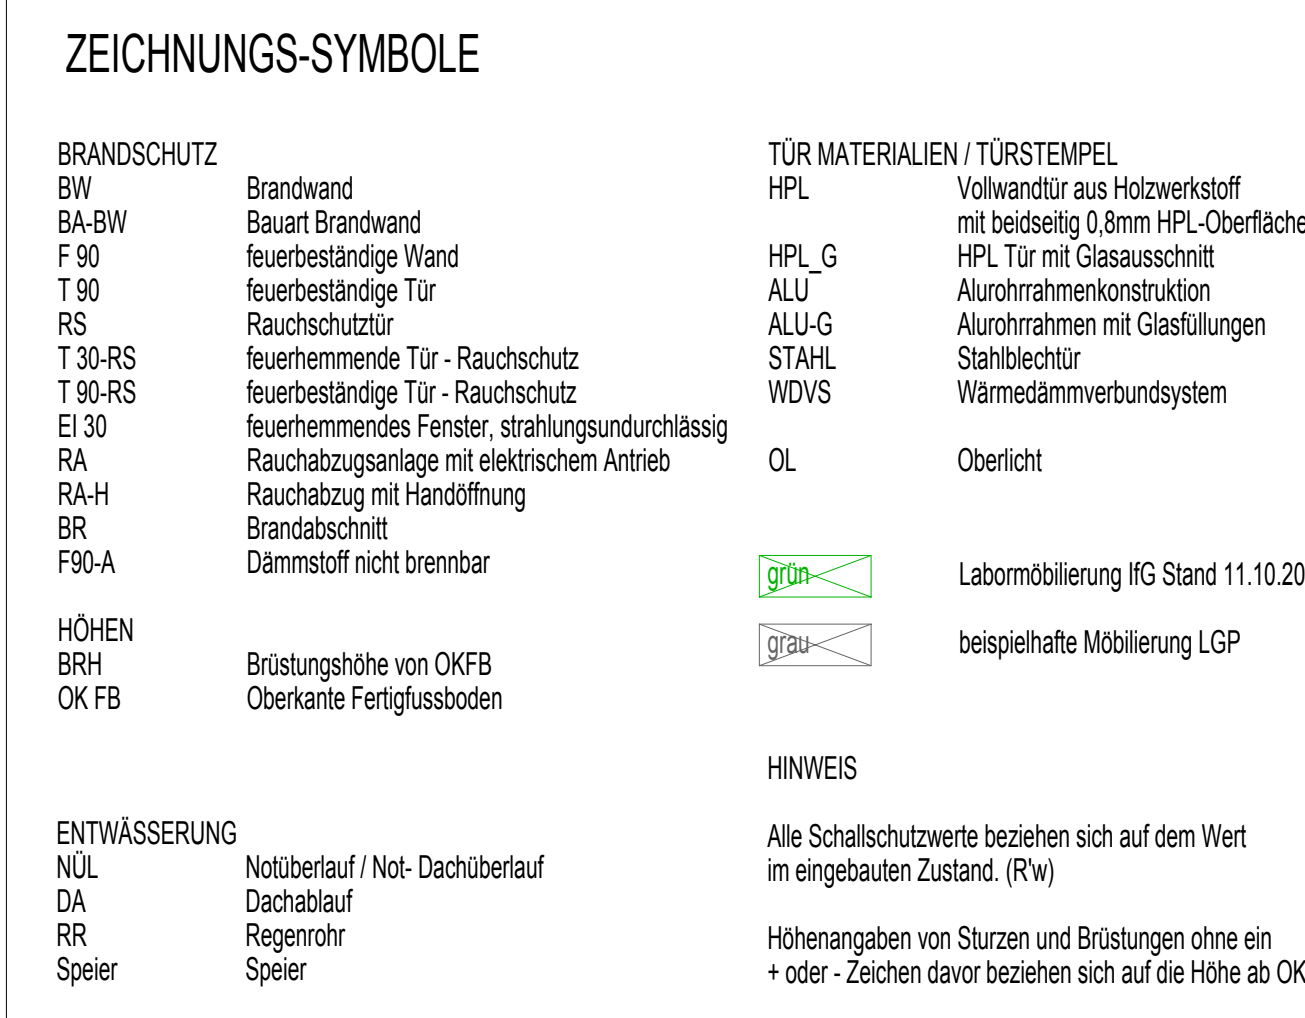 ZEICHNUNGS-SYMBOLE
BRANDSCHUTZ
BW Brandwand
BA-BW Bauart Brandwand
F 90 feuerbeständige Wand
T 90 feuerbeständige Tür
RS Rauchschutztür
T 30-RS feuerhemmende Tür - Rauchschutz
T 90-RS feuerbeständige Tür - Rauchschutz
EI 30 feuerhemmendes Fenster, strahlungsundurchlässig
RA Rauchabzugsanlage mit elektrischem Antrieb
RA-H Rauchabzug mit Handöffnung
BR Brandabschnitt
F90-A Dämmstoff nicht brennbar
HÖHEN
BRH Brüstungshöhe von OKFB
OK FB Oberkante Fertigfussboden
ENTWÄSSERUNG
NÜL Notüberlauf / Not- Dachüberlauf
DA Dachablauf
RR Regenrohr
Speier Speier
TÜR MATERIALIEN / TÜRSTEMPEL
HPL Vollwandtür aus Holzwerkstoff
mit beidseitig 0,8mm HPL-Oberfläche
HPL_G HPL Tür mit Glasausschnitt
ALU Alurohrrahmenkonstruktion
ALU-G Alurohrrahmen mit Glasfüllungen
STAHL Stahlblechtür
WDVS Wärmedämmverbundsystem
OL Oberlicht
grün Labormöbilierung IfG Stand 11.10.20
grau beispielhafte Möbilierung LGP
HINWEIS
Alle Schallschutzwerte beziehen sich auf dem Wert
im eingebauten Zustand. (R'w)
Höhenangaben von Sturzen und Brüstungen ohne ein
+ oder - Zeichen davor beziehen sich auf die Höhe ab OK